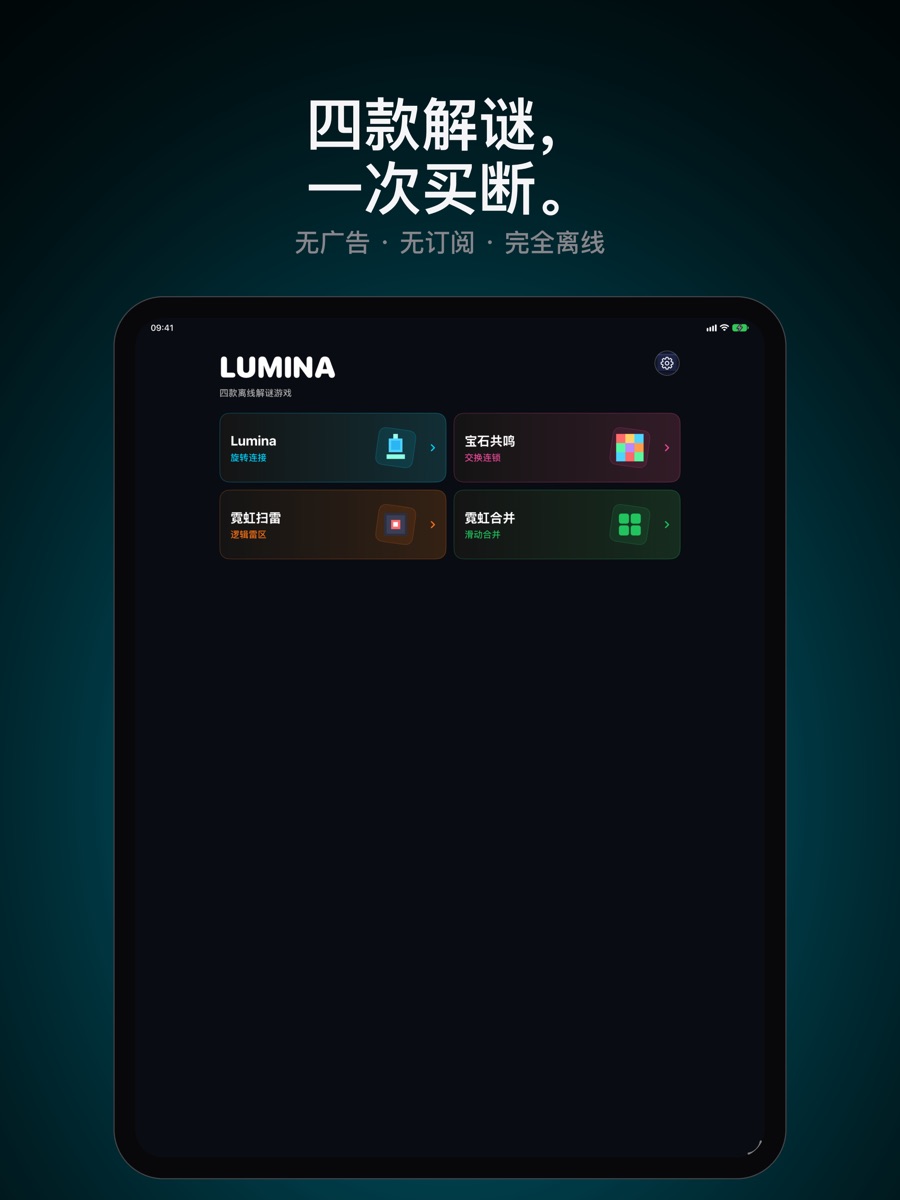 四款解谜，
一次买断。
无广告 · 无订阅 · 完全离线
09:41
LUMINA
四款离线解谜游戏
Lumina
旋转连接
宝石共鸣
交换连锁
霓虹扫雷
逻辑雷区
霓虹合并
滑动合并